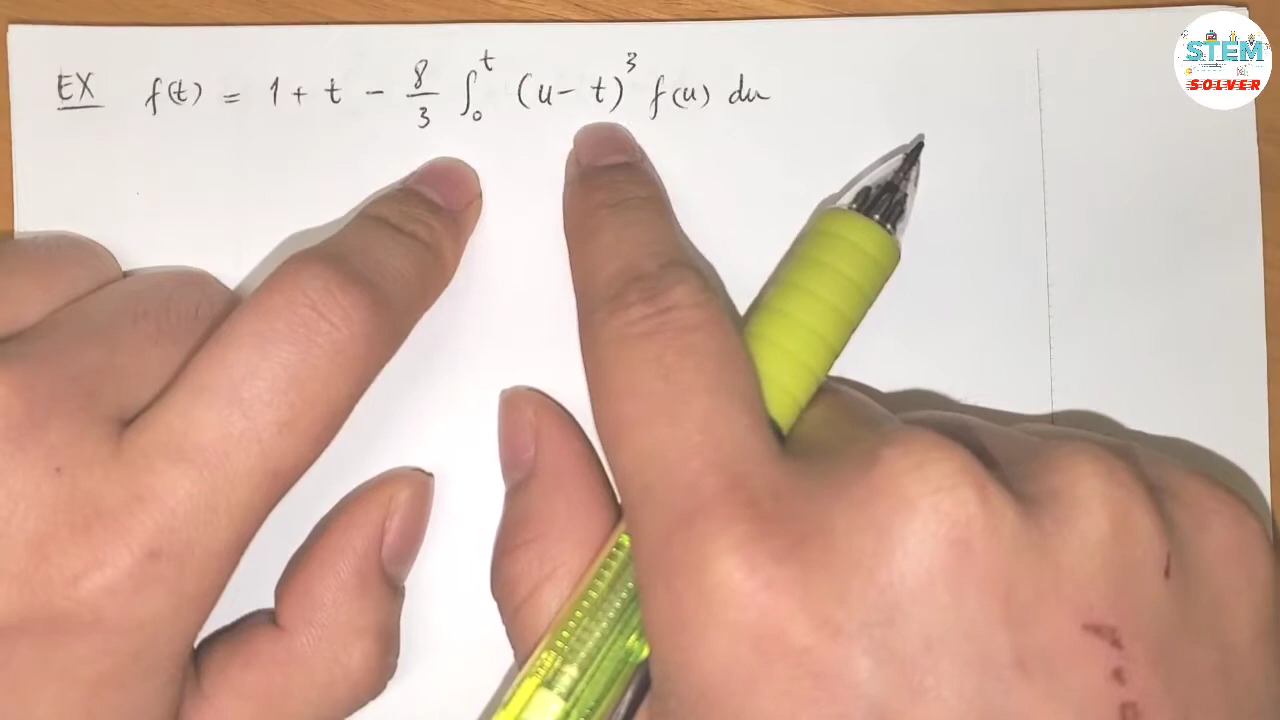 EX f(t) = 1 + t - 8/3 ∫₀ᵗ (u - t)³ f(u) du
STEM
SOLVER